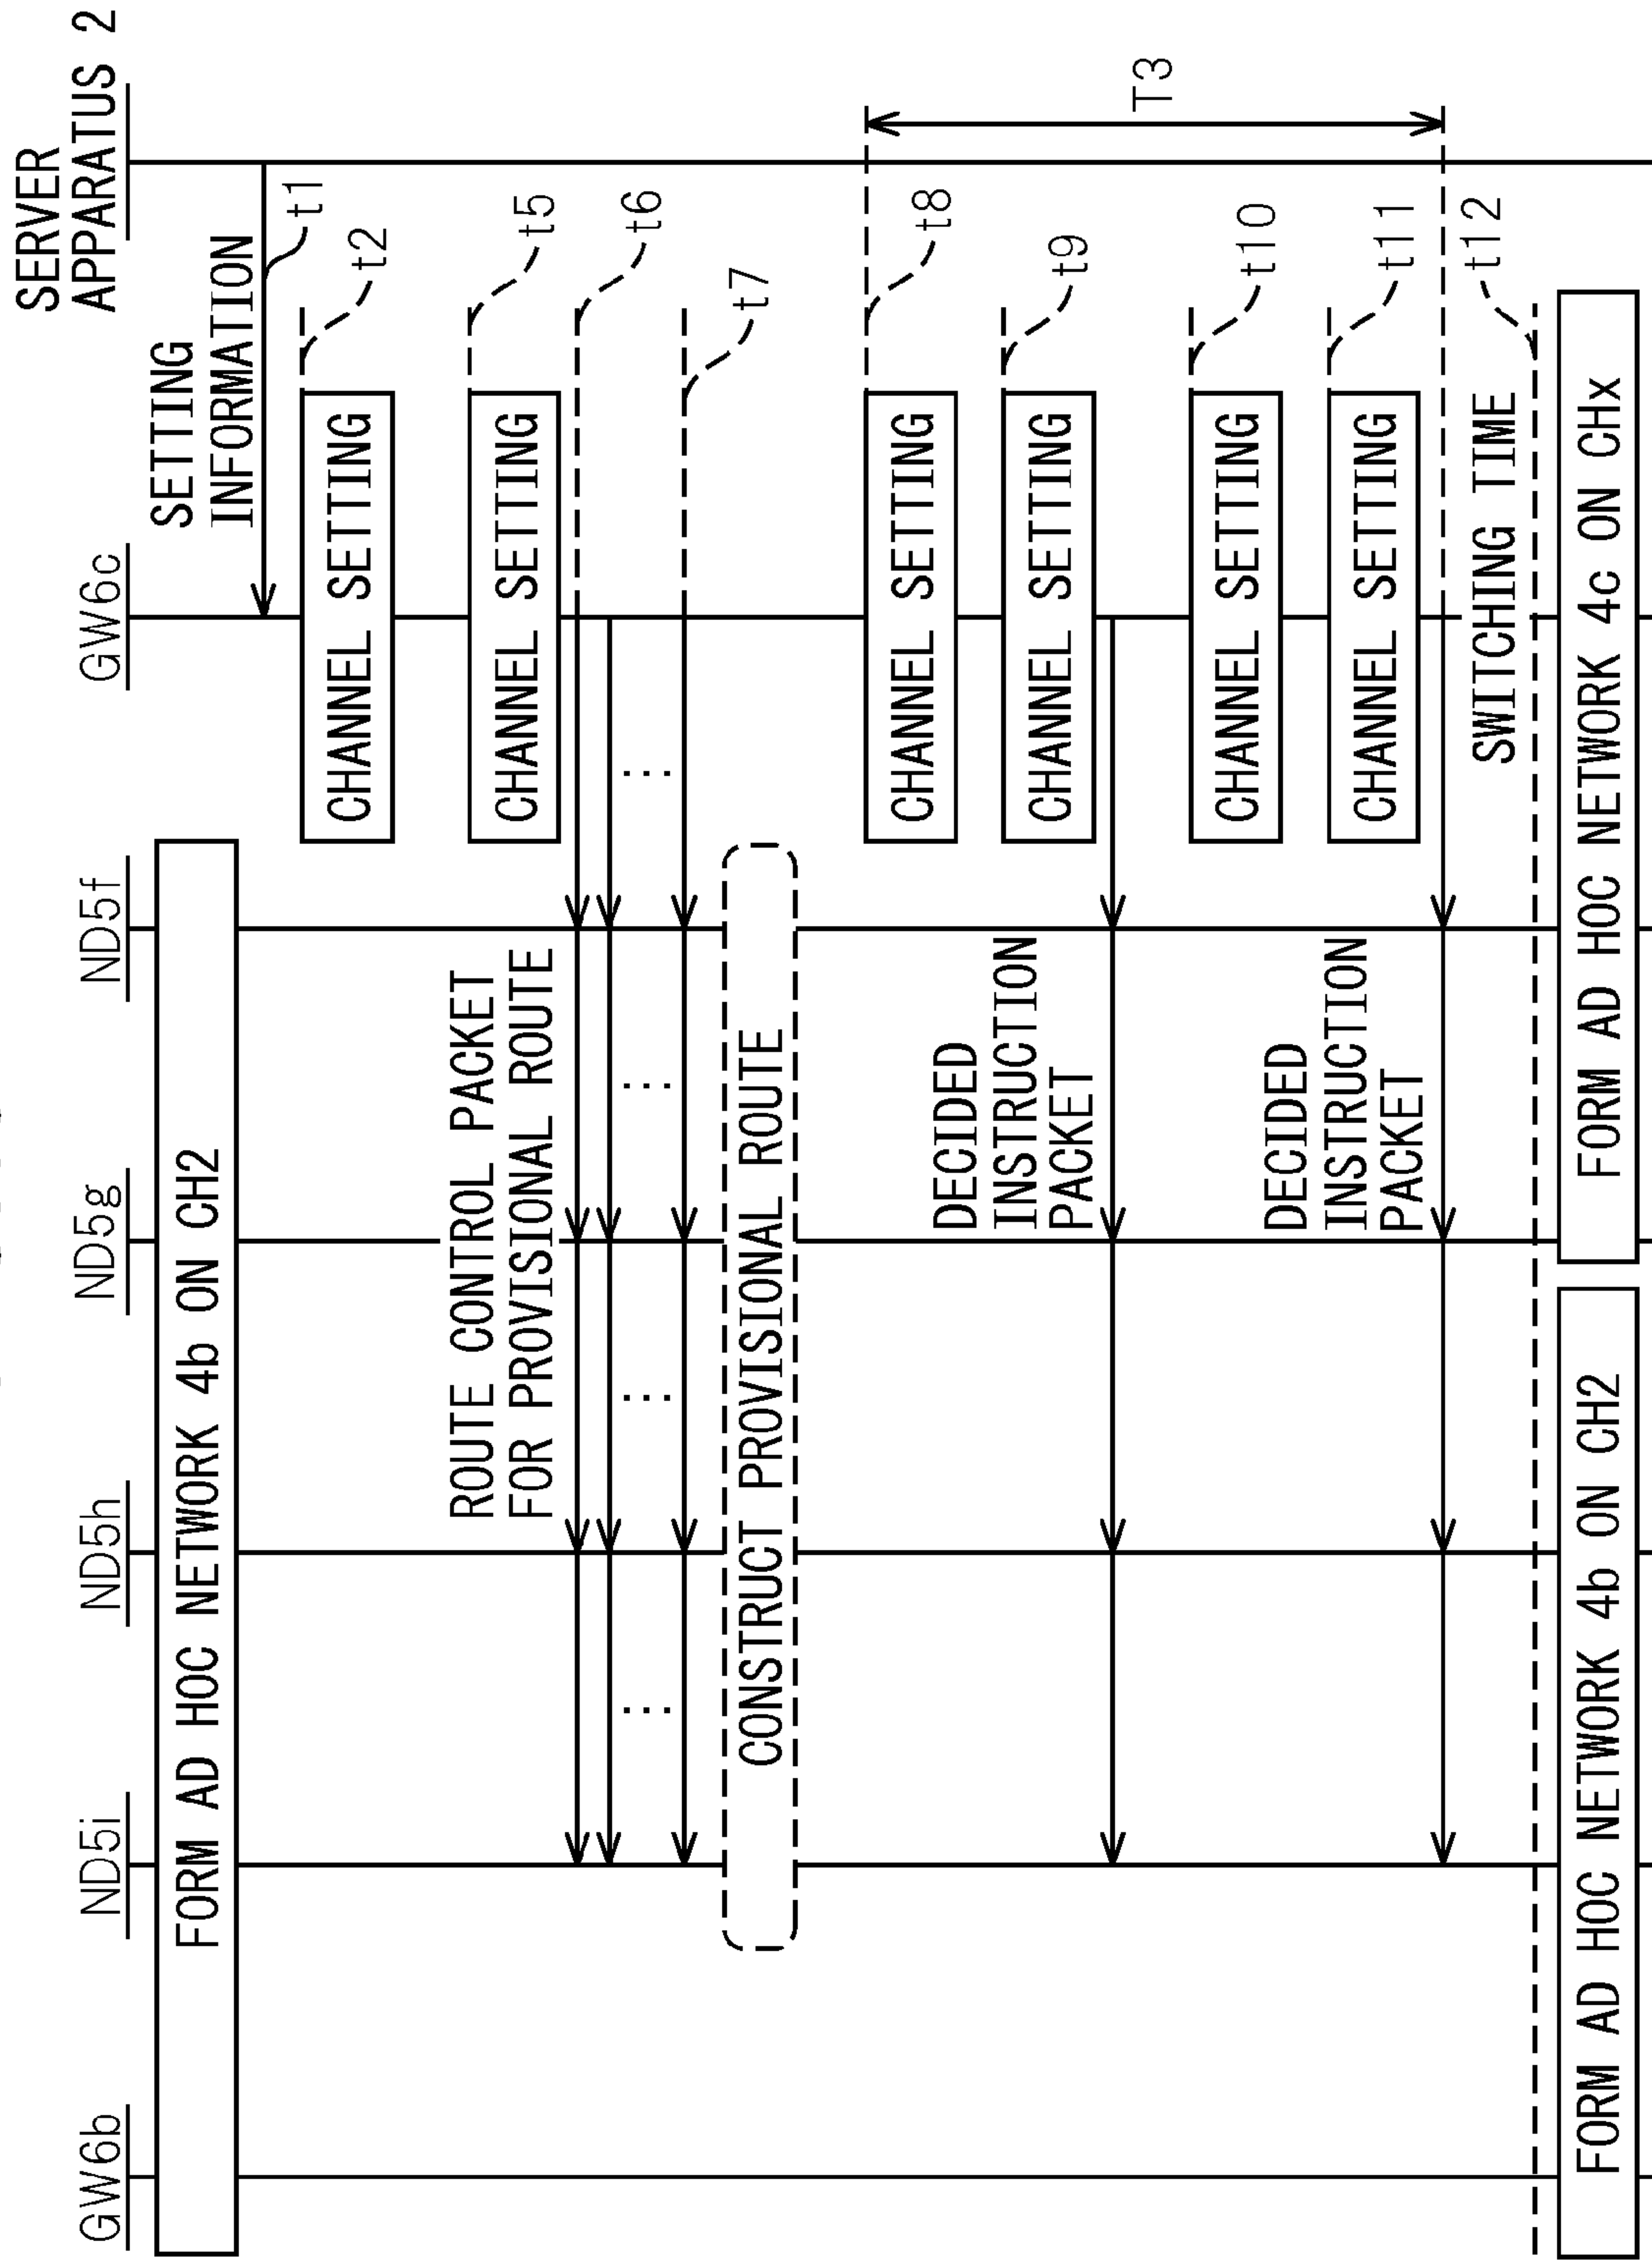 GW6b
ND5i
ND5h
ND5g
ND5f
GW6c
SERVER
APPARATUS 2
FORM AD HOC NETWORK 4b ON CH2
SETTING
INFORMATION
t1
CHANNEL SETTING
t2
ROUTE CONTROL PACKET
FOR PROVISIONAL ROUTE
CHANNEL SETTING
t5
t6
...
...
...
...
t7
CONSTRUCT PROVISIONAL ROUTE
CHANNEL SETTING
t8
DECIDED
INSTRUCTION
PACKET
CHANNEL SETTING
t9
T3
CHANNEL SETTING
t10
DECIDED
INSTRUCTION
PACKET
CHANNEL SETTING
t11
SWITCHING TIME
t12
FORM AD HOC NETWORK 4b ON CH2
FORM AD HOC NETWORK 4c ON CHx